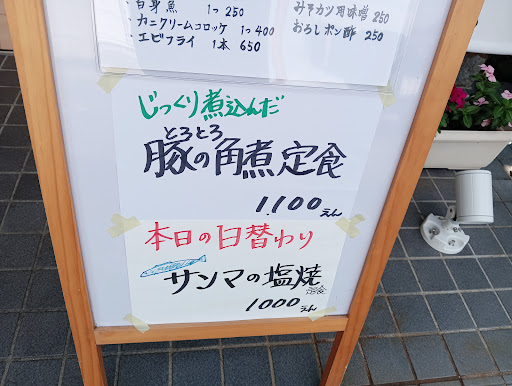 ・白身魚 1つ 250
・カニクリームコロッケ 1つ 400
・エビフライ 1本 650
みそカツ用味噌 250
おろしポン酢 250
じっくり煮込んだ
とろとろ
豚の角煮定食
1.100えん
本日の日替わり
サンマの塩焼定食
1000えん